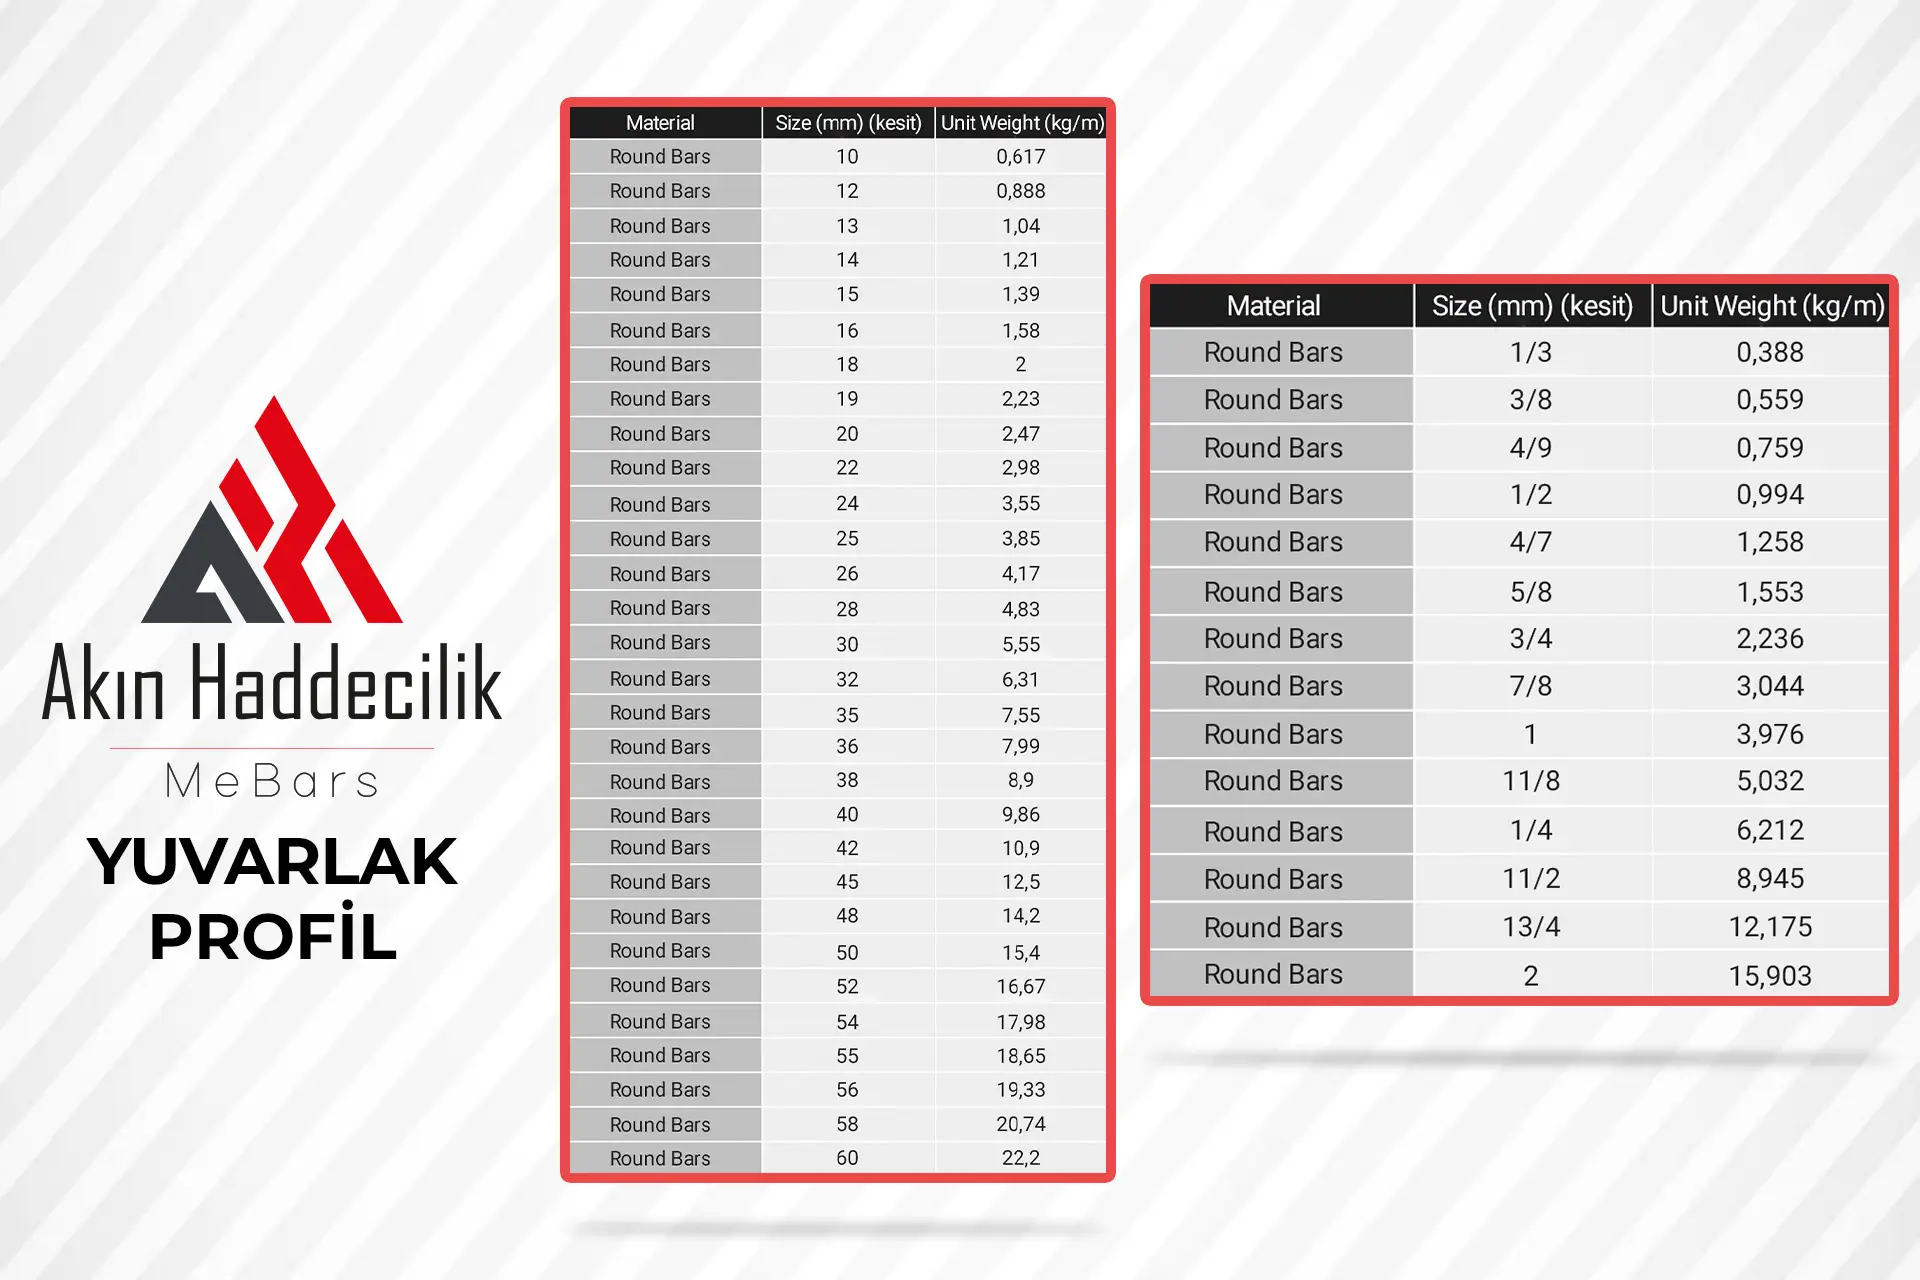 Akın Haddecilik
MeBars
YUVARLAK
PROFİL
Material Size (mm) (kesit) Unit Weight (kg/m)
Round Bars 10 0,617
Round Bars 12 0,888
Round Bars 13 1,04
Round Bars 14 1,21
Round Bars 15 1,39
Round Bars 16 1,58
Round Bars 18 2
Round Bars 19 2,23
Round Bars 20 2,47
Round Bars 22 2,98
Round Bars 24 3,55
Round Bars 25 3,85
Round Bars 26 4,17
Round Bars 28 4,83
Round Bars 30 5,55
Round Bars 32 6,31
Round Bars 35 7,55
Round Bars 36 7,99
Round Bars 38 8,9
Round Bars 40 9,86
Round Bars 42 10,9
Round Bars 45 12,5
Round Bars 48 14,2
Round Bars 50 15,4
Round Bars 52 16,67
Round Bars 54 17,98
Round Bars 55 18,65
Round Bars 56 19,33
Round Bars 58 20,74
Round Bars 60 22,2
Material Size (mm) (kesit) Unit Weight (kg/m)
Round Bars 1/3 0,388
Round Bars 3/8 0,559
Round Bars 4/9 0,759
Round Bars 1/2 0,994
Round Bars 4/7 1,258
Round Bars 5/8 1,553
Round Bars 3/4 2,236
Round Bars 7/8 3,044
Round Bars 1 3,976
Round Bars 11/8 5,032
Round Bars 1/4 6,212
Round Bars 11/2 8,945
Round Bars 13/4 12,175
Round Bars 2 15,903